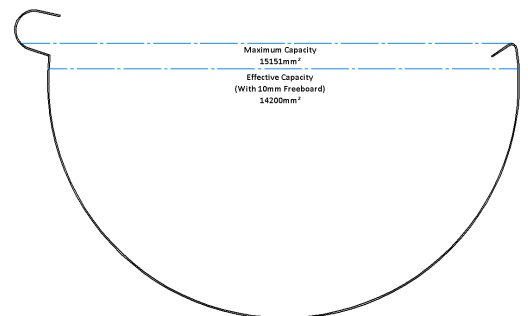 Maximum Capacity
15151mm²
Effective Capacity
(With 10mm Freeboard)
14200mm²